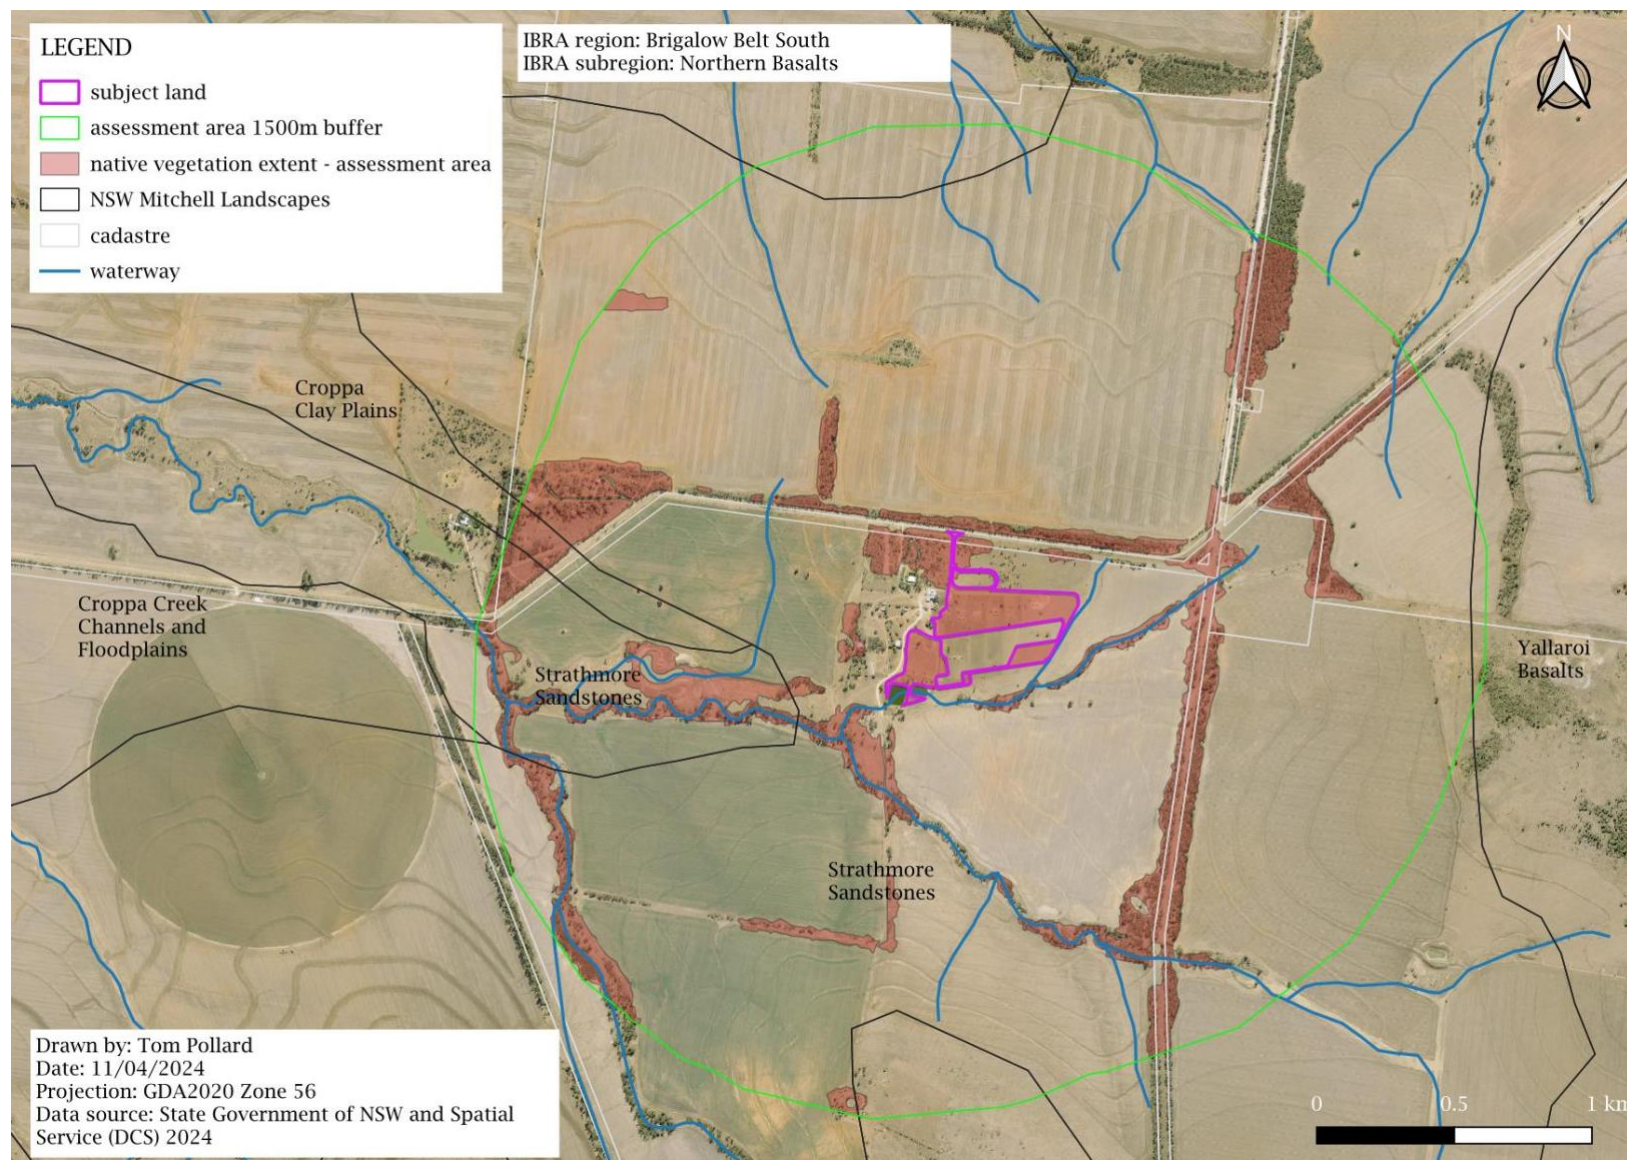 LEGEND
subject land
assessment area 1500m buffer
native vegetation extent - assessment area
NSW Mitchell Landscapes
cadastre
waterway
IBRA region: Brigalow Belt South
IBRA subregion: Northern Basalts
N
Croppa
Clay Plains
Croppa Creek
Channels and
Floodplains
Strathmore
Sandstones
Yallaroi
Basalts
Strathmore
Sandstones
Drawn by: Tom Pollard
Date: 11/04/2024
Projection: GDA2020 Zone 56
Data source: State Government of NSW and Spatial
Service (DCS) 2024
0 0.5 1 km